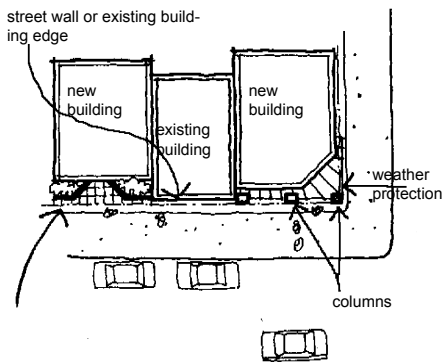 street wall or existing build-
ing edge
new
building
existing
building
new
building
weather
protection
columns